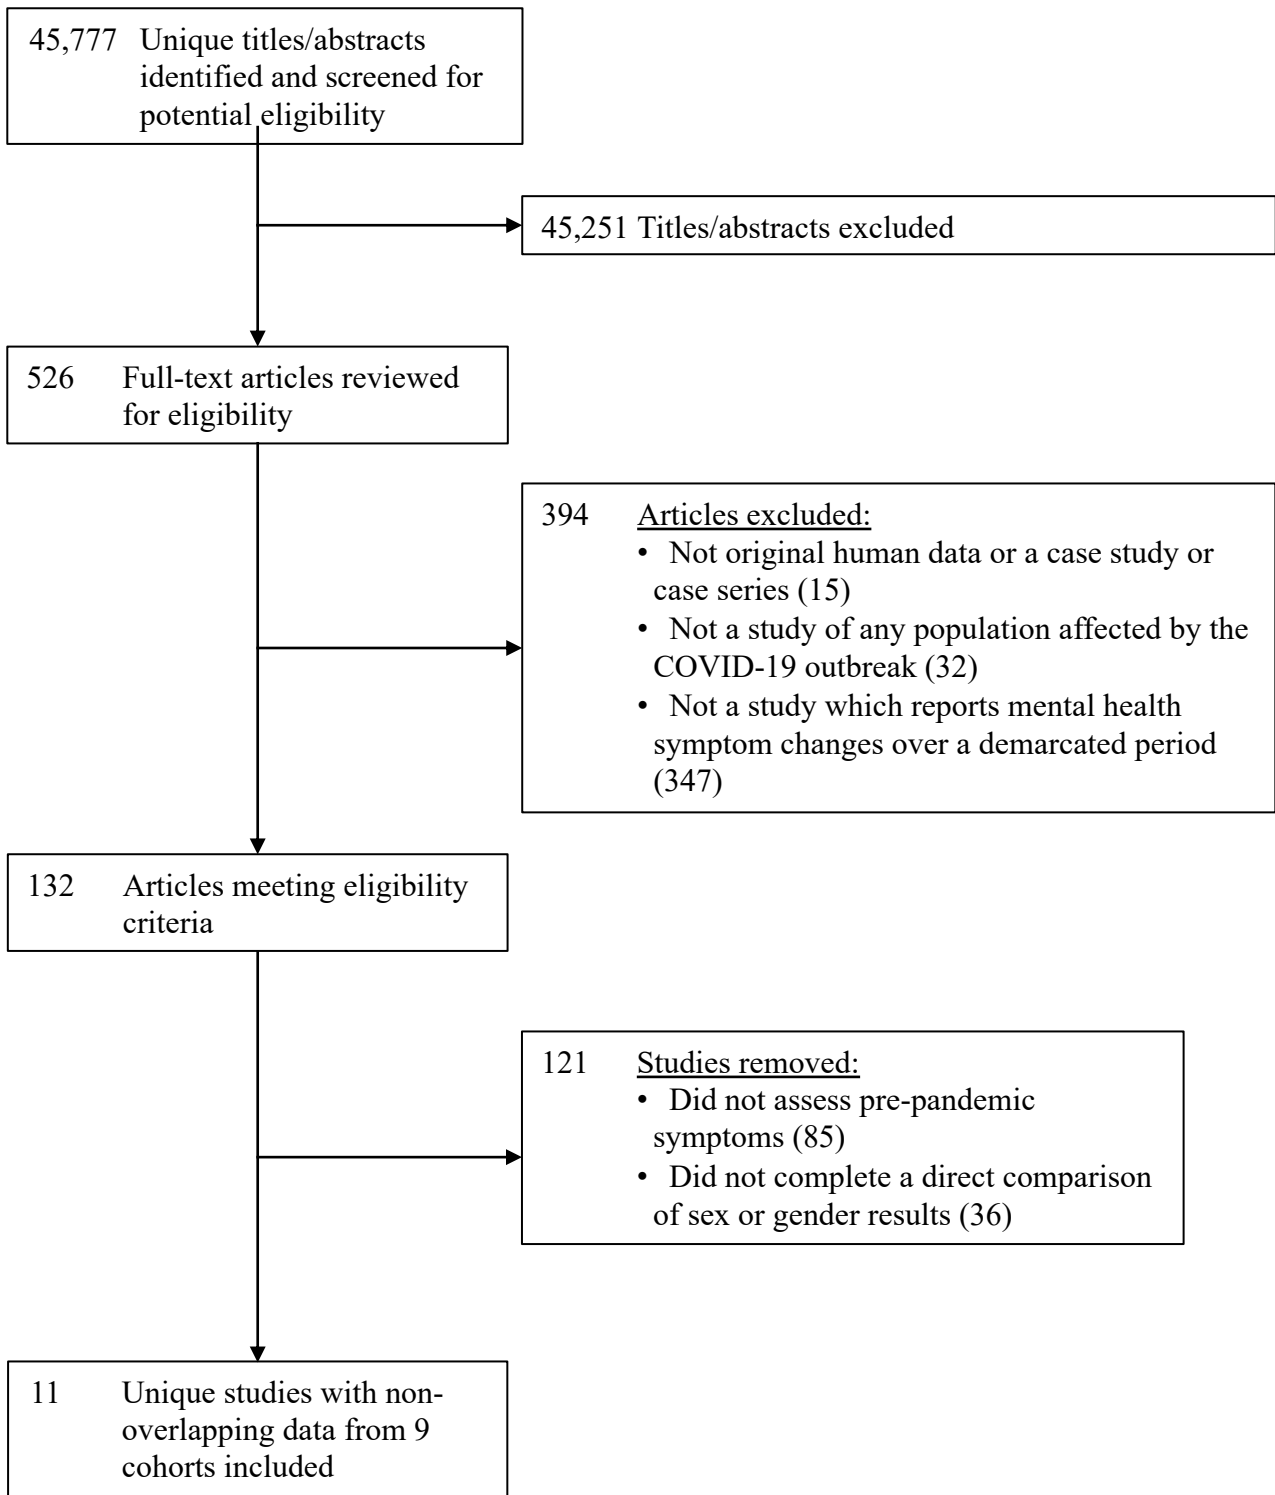 45,777 Unique titles/abstracts
identified and screened for
potential eligibility
45,251 Titles/abstracts excluded
526 Full-text articles reviewed
for eligibility
394 Articles excluded:
• Not original human data or a case study or
case series (15)
• Not a study of any population affected by the
COVID-19 outbreak (32)
• Not a study which reports mental health
symptom changes over a demarcated period
(347)
132 Articles meeting eligibility
criteria
121 Studies removed:
• Did not assess pre-pandemic
symptoms (85)
• Did not complete a direct comparison
of sex or gender results (36)
11 Unique studies with non-
overlapping data from 9
cohorts included